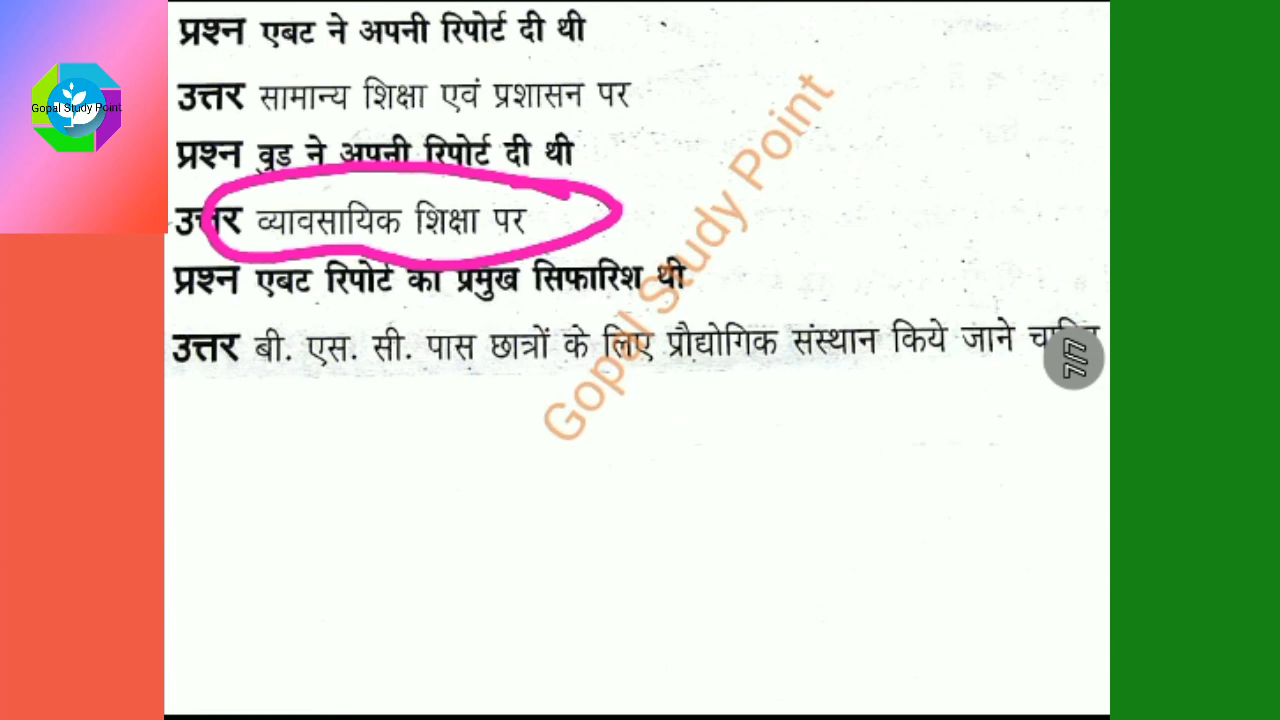 प्रश्न एबट ने अपनी रिपोर्ट दी थी
उत्तर सामान्य शिक्षा एवं प्रशासन पर
प्रश्न वुड ने अपनी रिपोर्ट दी थी
उत्तर व्यावसायिक शिक्षा पर
प्रश्न एबट रिपोर्ट की प्रमुख सिफारिश थी
उत्तर बी. एस. सी. पास छात्रों के लिए प्रौद्योगिक संस्थान किये जाने
Gopal Study Point
Gopal Study Point
7/7